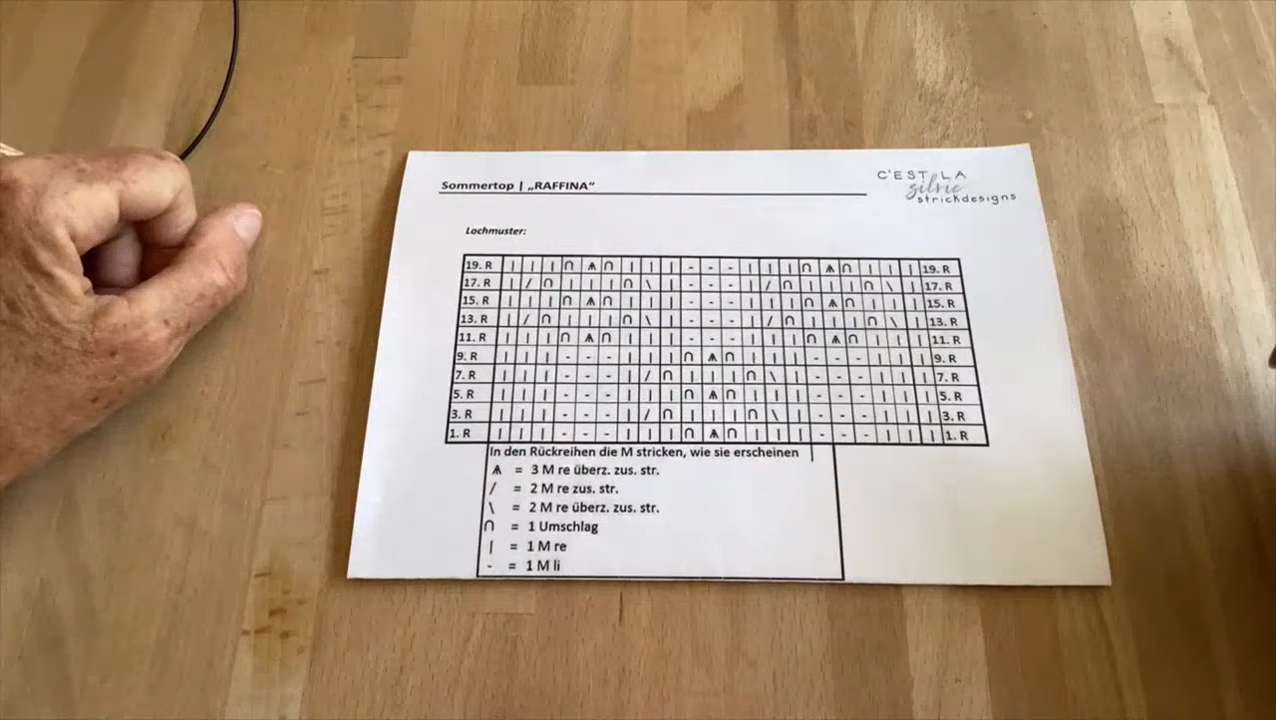 Sommertop | „RAFFINA“
C'EST LA
silvie
strickdesigns
Lochmuster:
19. R | | | ∩ ѧ ∩ | | | - - - | | | ∩ ѧ ∩ | | | 19. R
17. R | / ∩ | | | ∩ \ | - - - | / ∩ | | | ∩ \ | 17. R
15. R | | | ∩ ѧ ∩ | | | - - - | | | ∩ ѧ ∩ | | | 15. R
13. R | / ∩ | | | ∩ \ | - - - | / ∩ | | | ∩ \ | 13. R
11. R | | | ∩ ѧ ∩ | | | - - - | | | ∩ ѧ ∩ | | | 11. R
9. R | | | - - - | | | ∩ ѧ ∩ | | | - - - | | | 9. R
7. R | | | - - - | / ∩ | | | ∩ \ | - - - | | | 7. R
5. R | | | - - - | | | ∩ ѧ ∩ | | | - - - | | | 5. R
3. R | | | - - - | / ∩ | | | ∩ \ | - - - | | | 3. R
1. R | | | - - - | | | ∩ ѧ ∩ | | | - - - | | | 1. R
In den Rückreihen die M stricken, wie sie erscheinen
ѧ = 3 M re überz. zus. str.
/ = 2 M re zus. str.
\ = 2 M re überz. zus. str.
∩ = 1 Umschlag
| = 1 M re
- = 1 M li